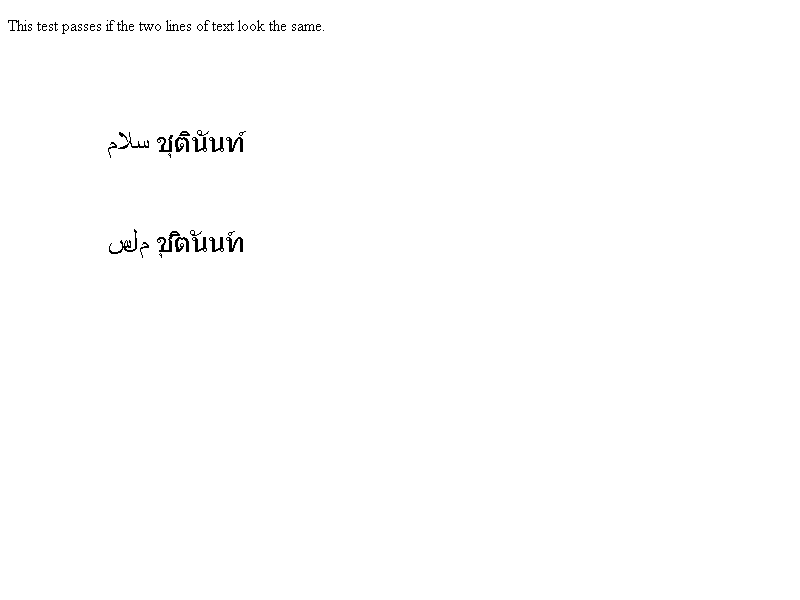 This test passes if the two lines of text look the same.
سلام ชุตินันท์
ชุตินันท์